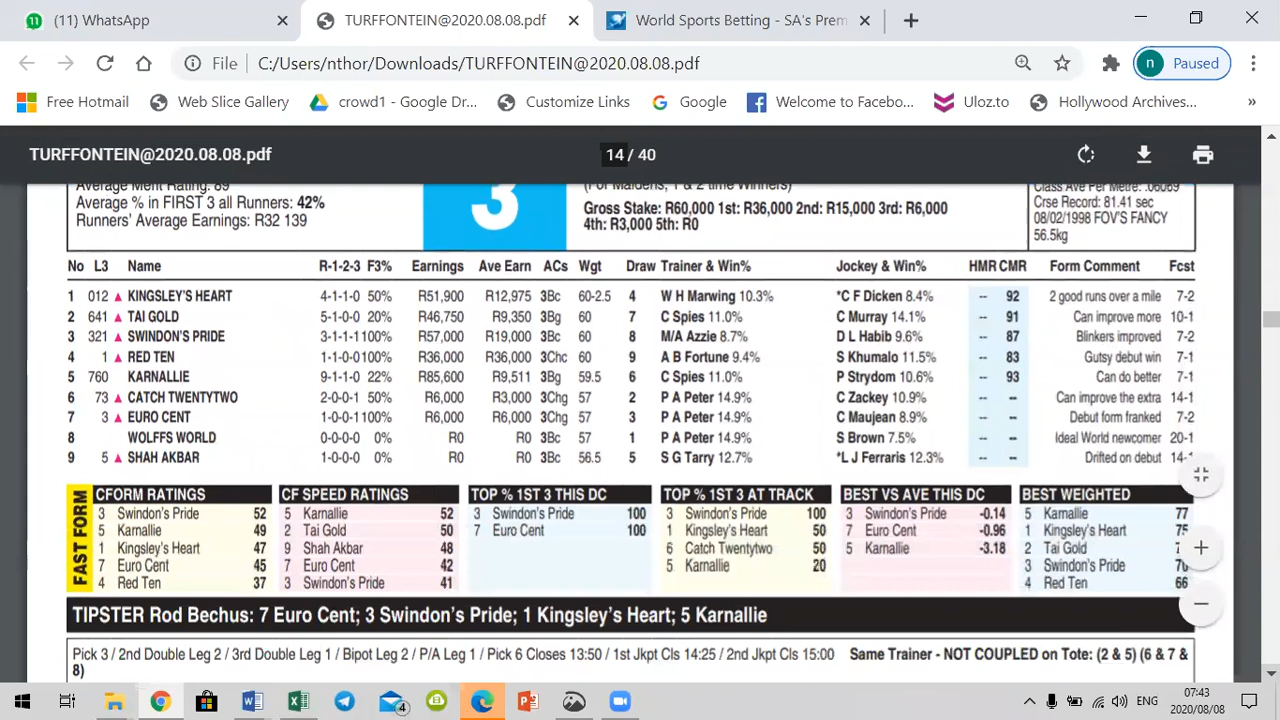 (11) WhatsApp
TURFFONTEIN@2020.08.08.pdf
World Sports Betting - SA's Prem
File C:/Users/nthor/Downloads/TURFFONTEIN@2020.08.08.pdf
n Paused
Free Hotmail Web Slice Gallery crowd1 - Google Dr... Customize Links Google Welcome to Facebo... Uloz.to Hollywood Archives... »
TURFFONTEIN@2020.08.08.pdf 14 / 40
Average Merit Rating: 89
Average % in FIRST 3 all Runners: 42%
Runners' Average Earnings: R32 139
3
(For Maidens, 1 & 2 time Winners)
Gross Stake: R60,000 1st: R36,000 2nd: R15,000 3rd: R6,000
4th: R3,000 5th: R0
Class Ave Per Metre: .06069
Crse Record: 81.41 sec
08/02/1998 FOV'S FANCY
56.5kg
No L3 Name R-1-2-3 F3% Earnings Ave Earn ACs Wgt Draw Trainer & Win% Jockey & Win% HMR CMR Form Comment Fcst
1 012 ▲ KINGSLEY'S HEART 4-1-1-0 50% R51,900 R12,975 3Bc 60-2.5 4 W H Marwing 10.3% *C F Dicken 8.4% -- 92 2 good runs over a mile 7-2
2 641 ▲ TAI GOLD 5-1-0-0 20% R46,750 R9,350 3Bg 60 7 C Spies 11.0% C Murray 14.1% -- 91 Can improve more 10-1
3 321 ▲ SWINDON'S PRIDE 3-1-1-1 100% R57,000 R19,000 3Bc 60 8 M/A Azzie 8.7% D L Habib 9.6% -- 87 Blinkers improved 7-2
4 1 ▲ RED TEN 1-1-0-0 100% R36,000 R36,000 3Chc 60 9 A B Fortune 9.4% S Khumalo 11.5% -- 83 Gutsy debut win 7-1
5 760 KARNALLIE 9-1-1-0 22% R85,600 R9,511 3Bg 59.5 6 C Spies 11.0% P Strydom 10.6% -- 93 Can do better 7-1
6 73 ▲ CATCH TWENTYTWO 2-0-0-1 50% R6,000 R3,000 3Chg 57 2 P A Peter 14.9% C Zackey 10.9% -- -- Can improve the extra 14-1
7 3 ▲ EURO CENT 1-0-0-1 100% R6,000 R6,000 3Chg 57 3 P A Peter 14.9% C Maujean 8.9% -- -- Debut form franked 7-2
8 WOLFFS WORLD 0-0-0-0 0% R0 R0 3Bc 57 1 P A Peter 14.9% S Brown 7.5% -- -- Ideal World newcomer 20-1
9 5 ▲ SHAH AKBAR 1-0-0-0 0% R0 R0 3Bc 56.5 5 S G Tarry 12.7% *L J Ferraris 12.3% -- -- Drifted on debut 14-1
FAST FORM
CFORM RATINGS CF SPEED RATINGS TOP % 1ST 3 THIS DC TOP % 1ST 3 AT TRACK BEST VS AVE THIS DC BEST WEIGHTED
3 Swindon's Pride 52 5 Karnallie 52 3 Swindon's Pride 100 3 Swindon's Pride 100 3 Swindon's Pride -0.14 5 Karnallie 77
5 Karnallie 49 2 Tai Gold 50 7 Euro Cent 100 1 Kingsley's Heart 50 7 Euro Cent -0.96 1 Kingsley's Heart 75
1 Kingsley's Heart 47 9 Shah Akbar 48 6 Catch Twentytwo 50 5 Karnallie -3.18 2 Tai Gold
7 Euro Cent 45 7 Euro Cent 42 5 Karnallie 20 3 Swindon's Pride
4 Red Ten 37 3 Swindon's Pride 41 4 Red Ten 66
TIPSTER Rod Bechus: 7 Euro Cent; 3 Swindon's Pride; 1 Kingsley's Heart; 5 Karnallie
Pick 3 / 2nd Double Leg 2 / 3rd Double Leg 1 / Bipot Leg 2 / P/A Leg 1 / Pick 6 Closes 13:50 / 1st Jkpt Cls 14:25 / 2nd Jkpt Cls 15:00 Same Trainer - NOT COUPLED on Tote: (2 & 5) (6 & 7 &
8)
4
ENG 07:43
2020/08/08